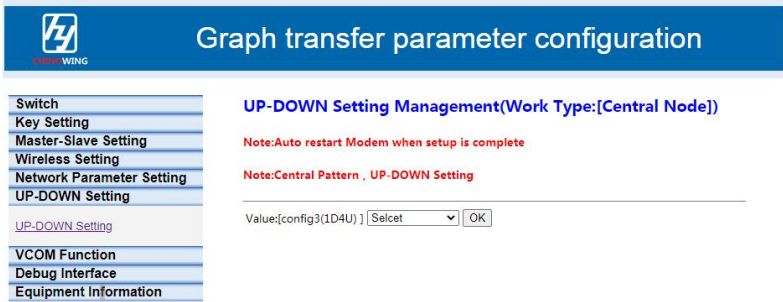 Graph transfer parameter configuration
CHINGWING
Switch
Key Setting
Master-Slave Setting
Wireless Setting
Network Parameter Setting
UP-DOWN Setting
UP-DOWN Setting
VCOM Function
Debug Interface
Equipment Information
UP-DOWN Setting Management(Work Type:[Central Node])
Note:Auto restart Modem when setup is complete
Note:Central Pattern , UP-DOWN Setting
Value:[config3(1D4U) ] Selcet OK